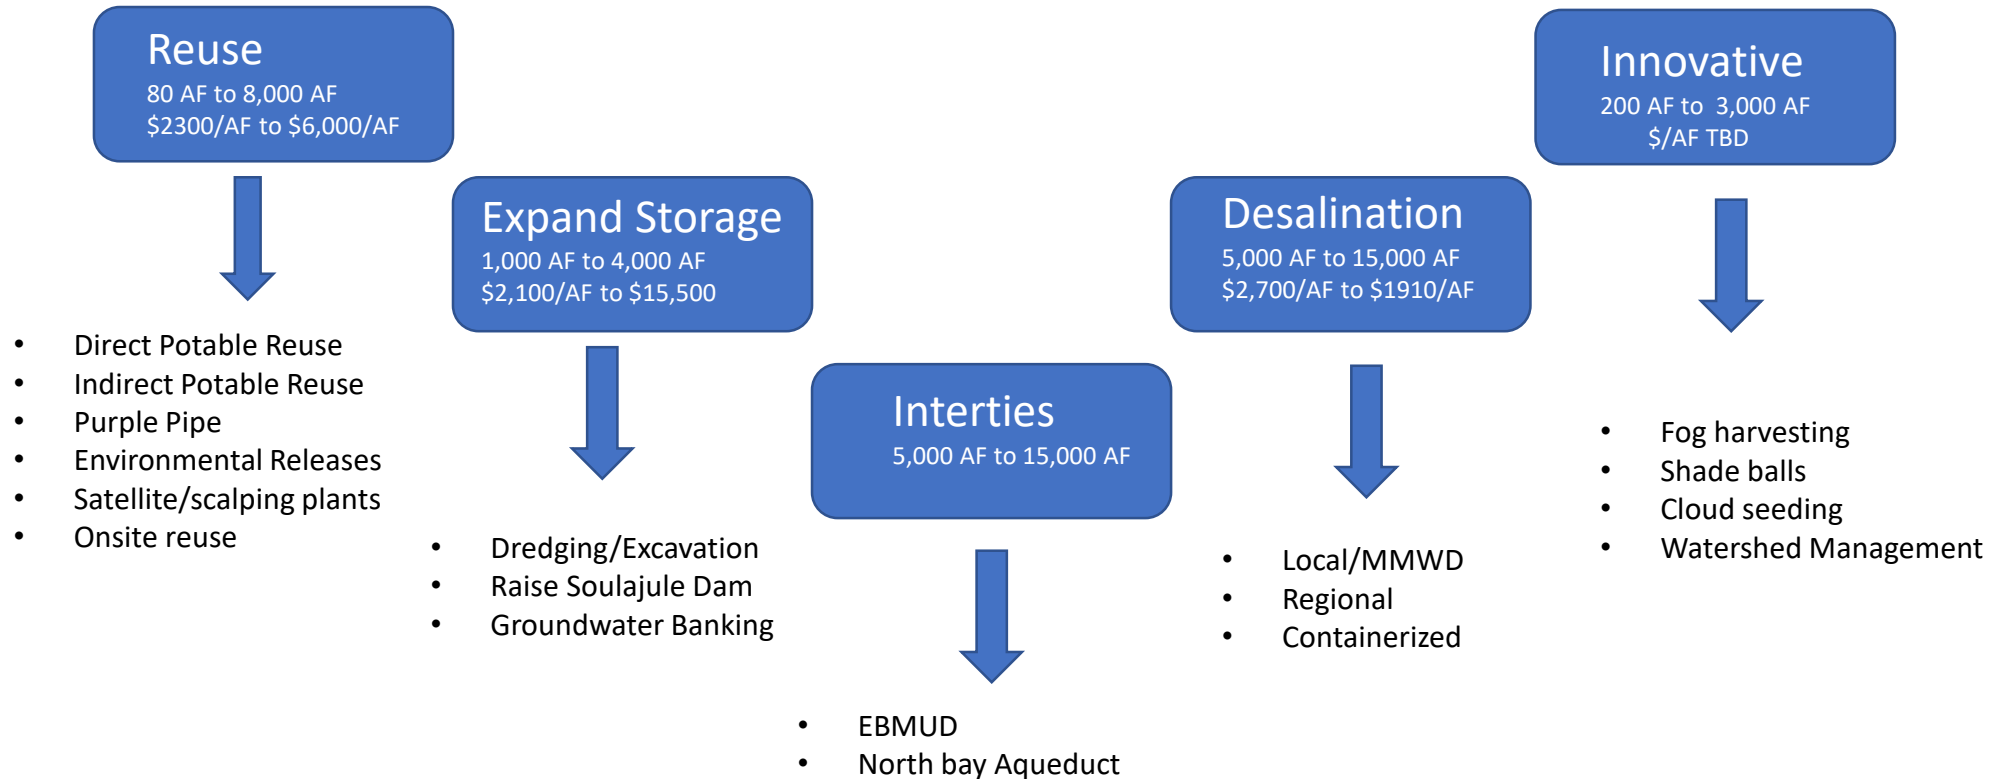 Reuse
80 AF to 8,000 AF
$2300/AF to $6,000/AF
• Direct Potable Reuse
• Indirect Potable Reuse
• Purple Pipe
• Environmental Releases
• Satellite/scalping plants
• Onsite reuse
Expand Storage
1,000 AF to 4,000 AF
$2,100/AF to $15,500
• Dredging/Excavation
• Raise Soulajule Dam
• Groundwater Banking
Interties
5,000 AF to 15,000 AF
• EBMUD
• North bay Aqueduct
Desalination
5,000 AF to 15,000 AF
$2,700/AF to $1910/AF
• Local/MMWD
• Regional
• Containerized
Innovative
200 AF to 3,000 AF
$/AF TBD
• Fog harvesting
• Shade balls
• Cloud seeding
• Watershed Management